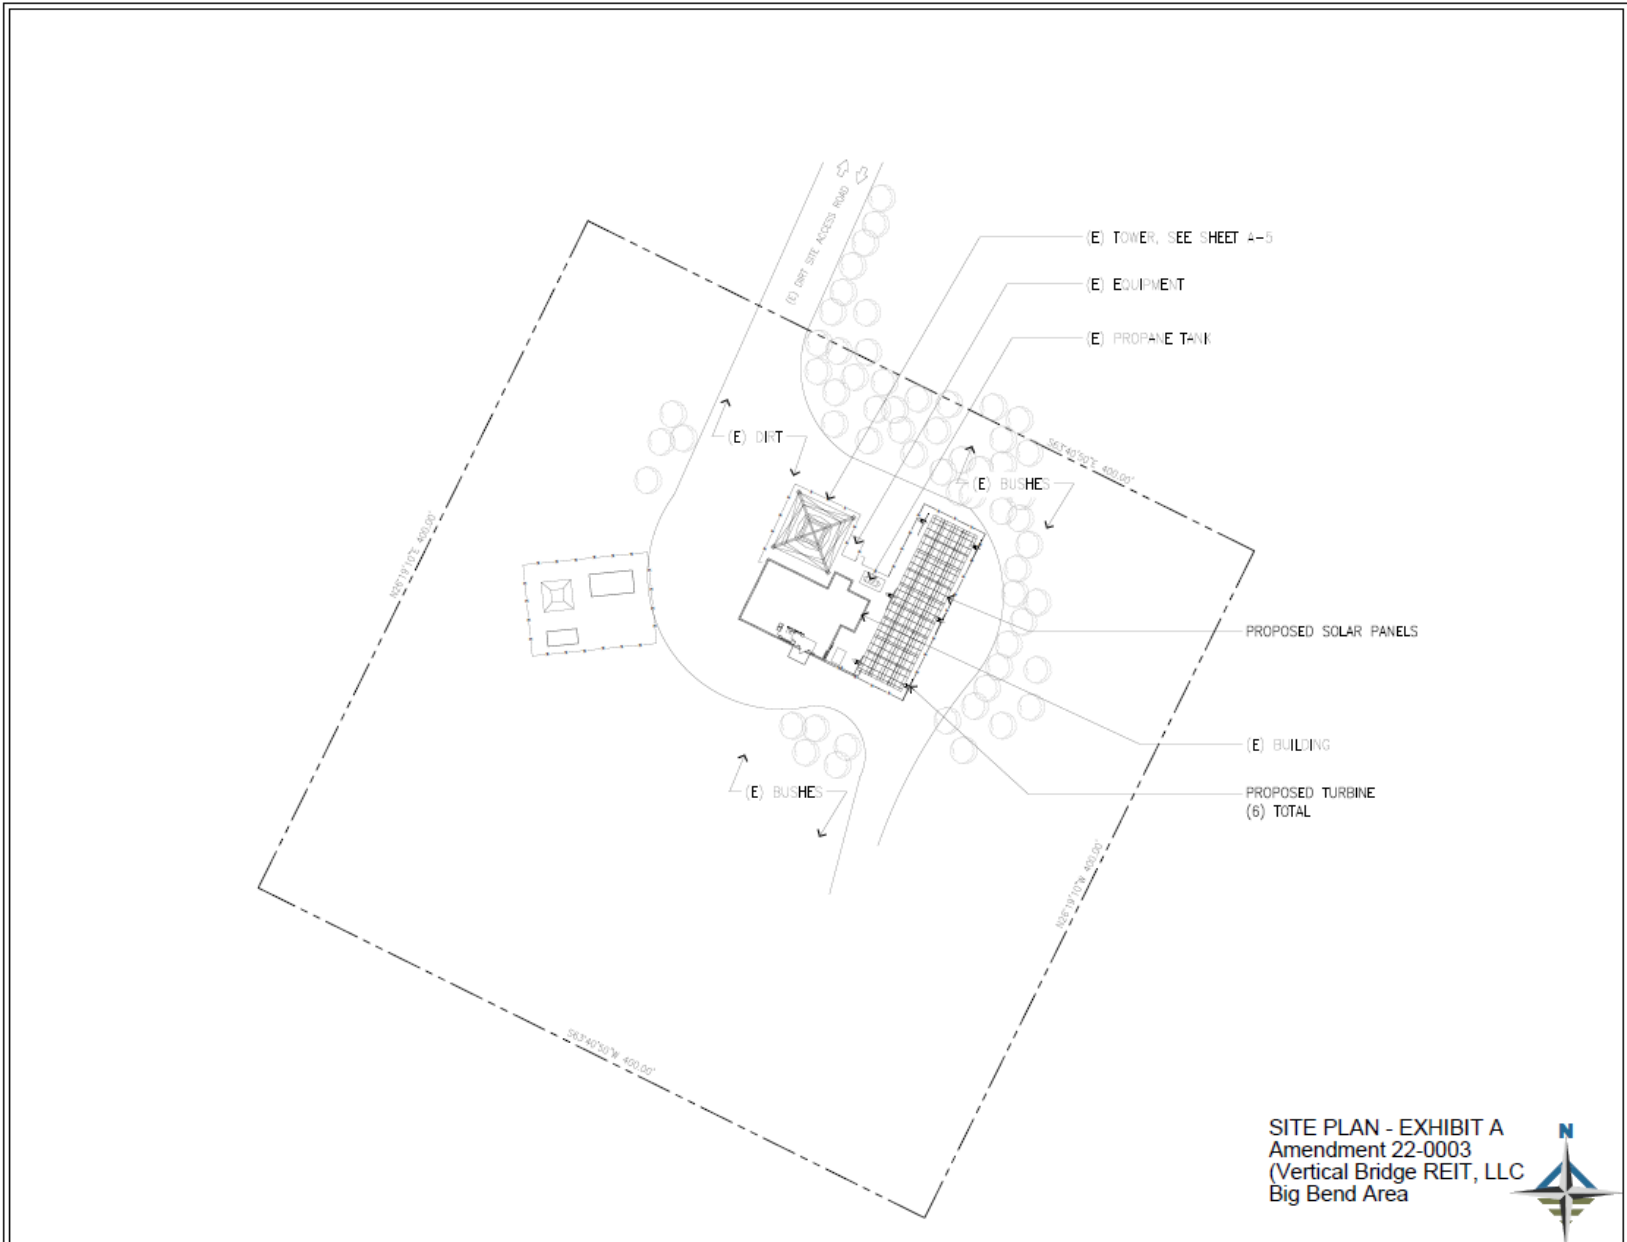 (E) DIRT SITE ACCESS ROAD
(E) TOWER, SEE SHEET A-5
(E) EQUIPMENT
(E) PROPANE TANK
(E) DIRT
S63°40'50"E 400.00'
(E) BUSHES
N26°19'10"E 400.00'
PROPOSED SOLAR PANELS
(E) BUILDING
(E) BUSHES
PROPOSED TURBINE
(6) TOTAL
N26°19'10"W 400.00'
S63°40'50"W 400.00'
SITE PLAN - EXHIBIT A
Amendment 22-0003
(Vertical Bridge REIT, LLC
Big Bend Area
N